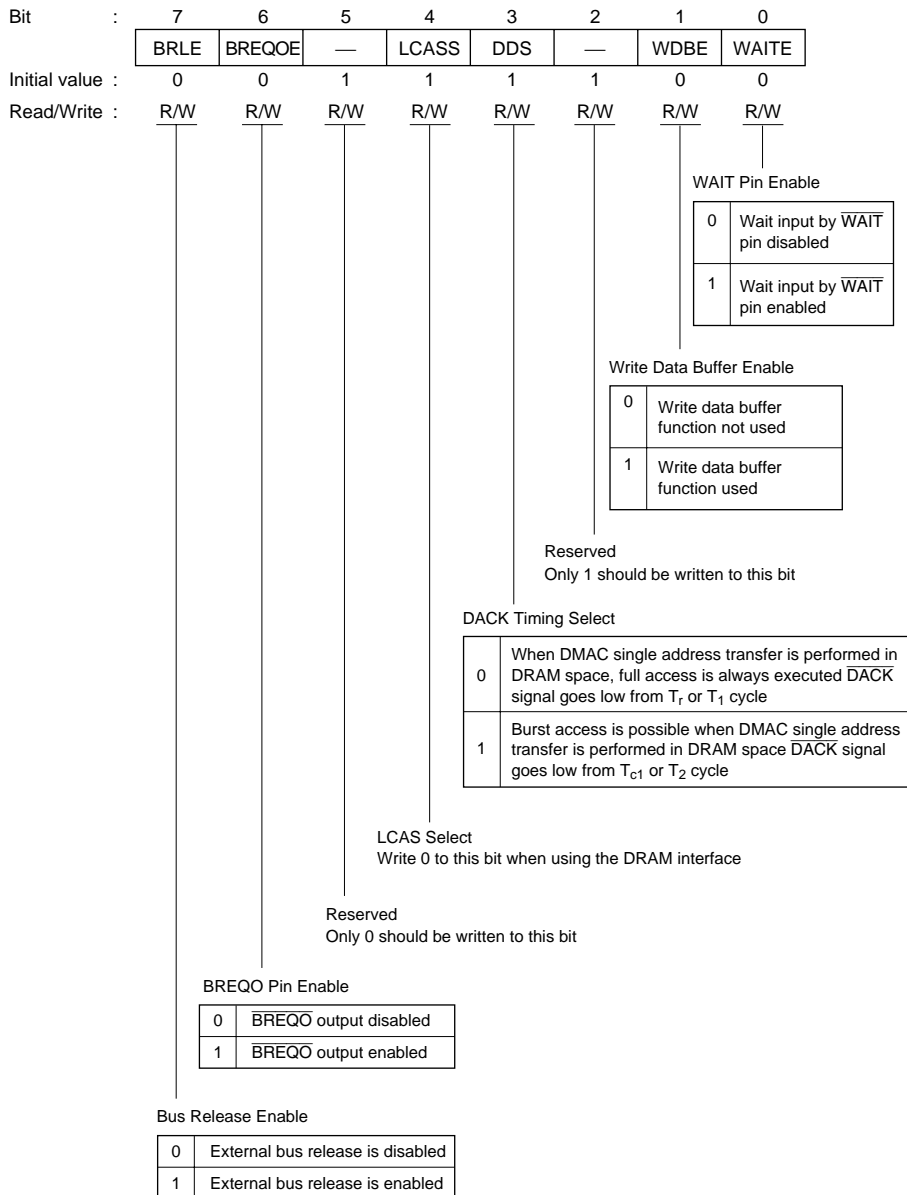 Bit : 7 6 5 4 3 2 1 0
BRLE BREQOE — LCASS DDS — WDBE WAITE
Initial value : 0 0 1 1 1 1 0 0
Read/Write : R/W R/W R/W R/W R/W R/W R/W R/W
WAIT Pin Enable
0 Wait input by WAIT
pin disabled
1 Wait input by WAIT
pin enabled
Write Data Buffer Enable
0 Write data buffer
function not used
1 Write data buffer
function used
Reserved
Only 1 should be written to this bit
DACK Timing Select
0 When DMAC single address transfer is performed in
DRAM space, full access is always executed DACK
signal goes low from Tr or T1 cycle
1 Burst access is possible when DMAC single address
transfer is performed in DRAM space DACK signal
goes low from Tc1 or T2 cycle
LCAS Select
Write 0 to this bit when using the DRAM interface
Reserved
Only 0 should be written to this bit
BREQO Pin Enable
0 BREQO output disabled
1 BREQO output enabled
Bus Release Enable
0 External bus release is disabled
1 External bus release is enabled